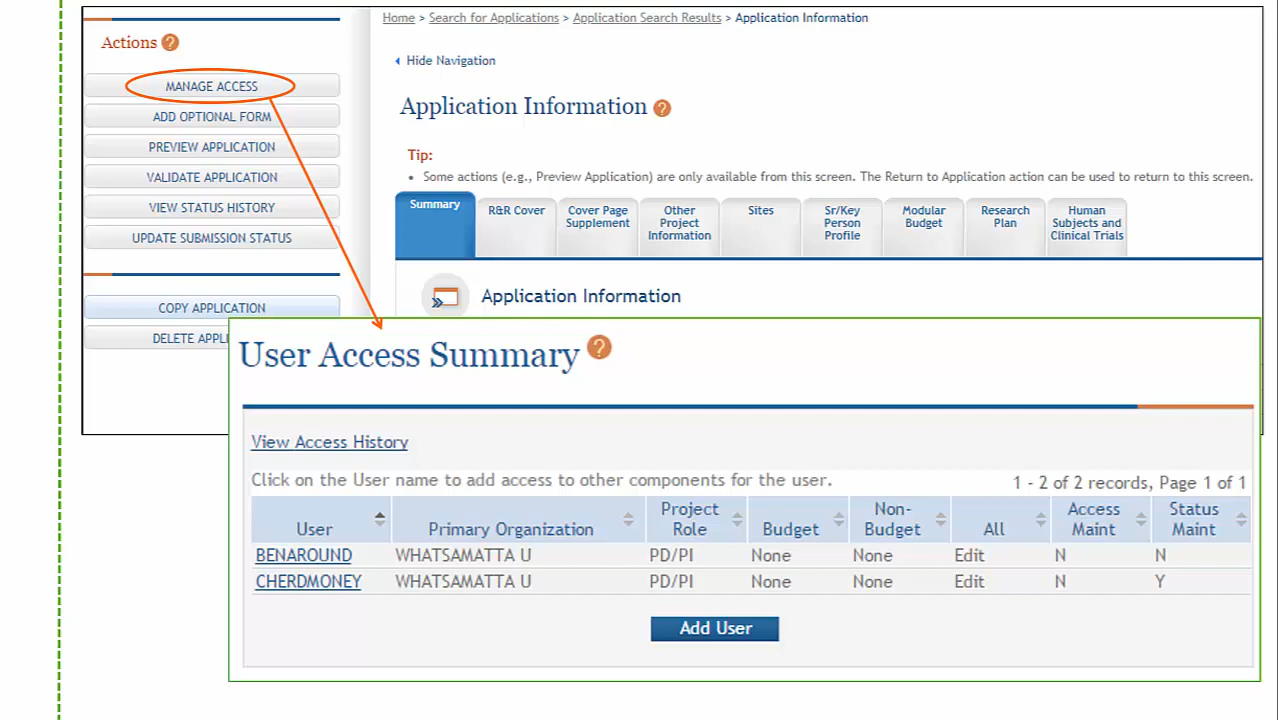 Home > Search for Applications > Application Search Results > Application Information
Actions ?
Hide Navigation
MANAGE ACCESS
ADD OPTIONAL FORM
PREVIEW APPLICATION
VALIDATE APPLICATION
VIEW STATUS HISTORY
UPDATE SUBMISSION STATUS
COPY APPLICATION
DELETE APPL
Application Information ?
Tip:
• Some actions (e.g., Preview Application) are only available from this screen. The Return to Application action can be used to return to this screen.
Summary
R&R Cover
Cover Page
Supplement
Other
Project
Information
Sites
Sr/Key
Person
Profile
Modular
Budget
Research
Plan
Human
Subjects and
Clinical Trials
Application Information
User Access Summary ?
View Access History
Click on the User name to add access to other components for the user.
1 - 2 of 2 records, Page 1 of 1
User Primary Organization Project Role Budget Non-Budget All Access Maint Status Maint
BENAROUND WHATSAMATTA U PD/PI None None Edit N N
CHERDMONEY WHATSAMATTA U PD/PI None None Edit N Y
Add User